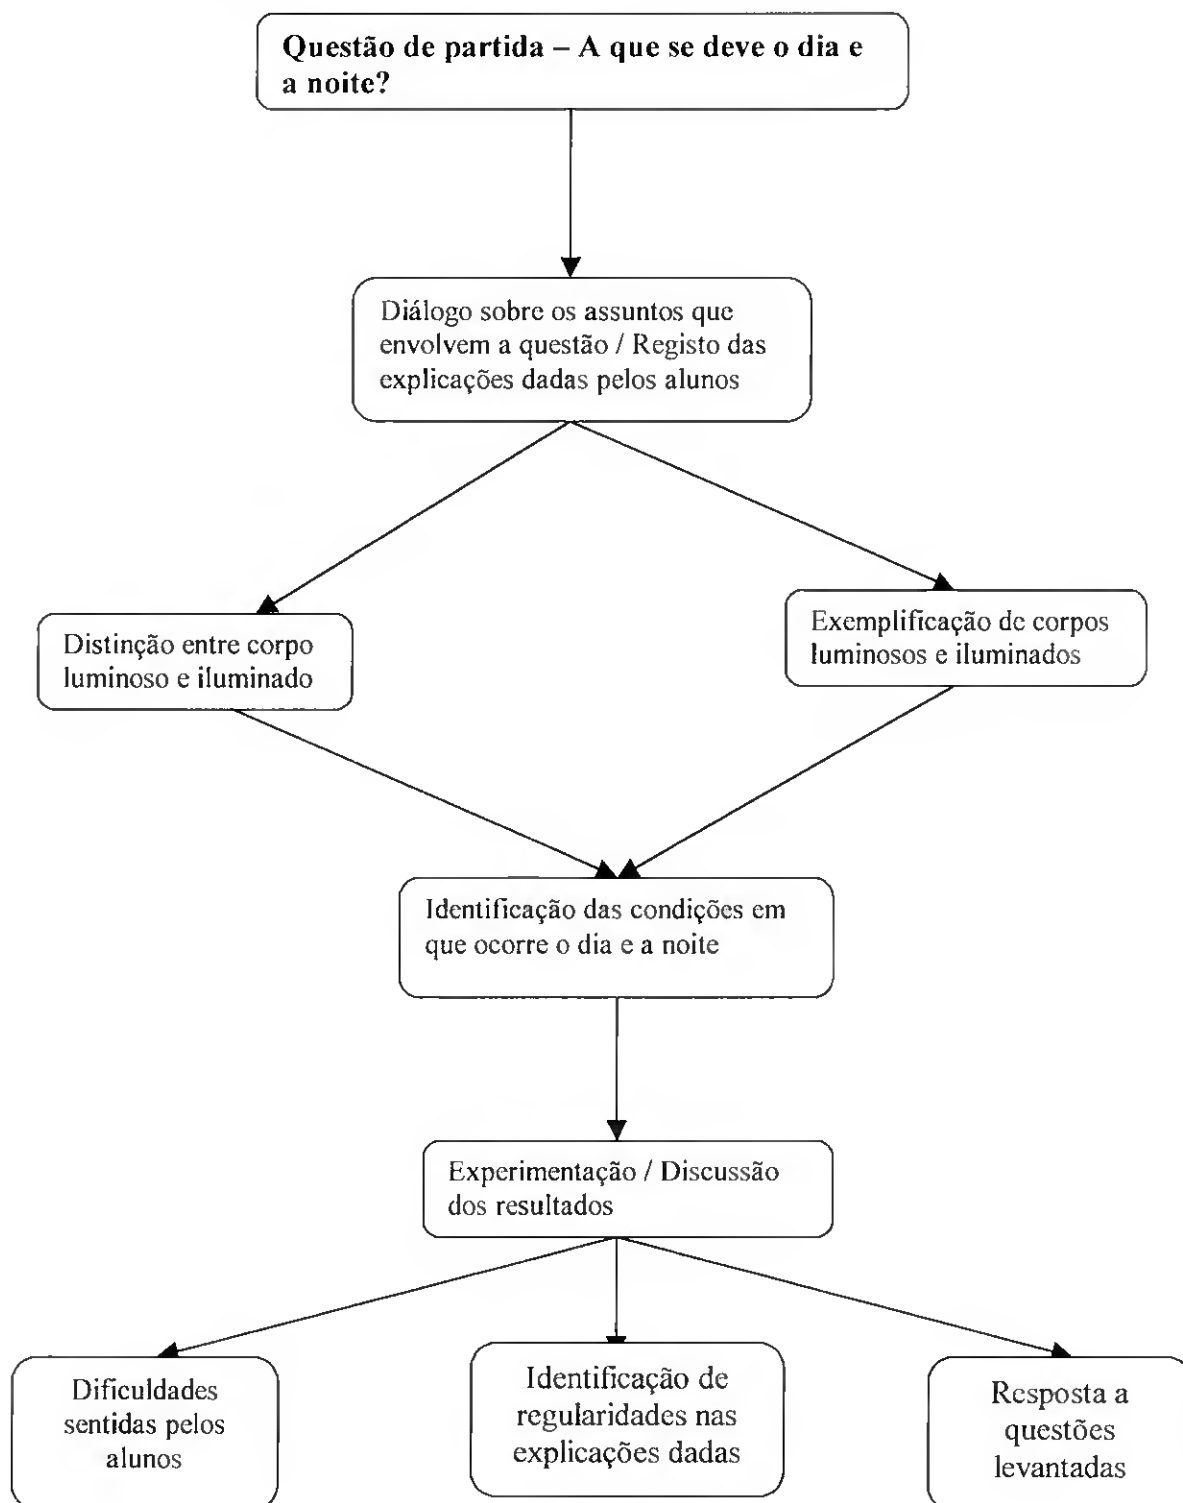 Questão de partida – A que se deve o dia e
a noite?
Diálogo sobre os assuntos que
envolvem a questão / Registo das
explicações dadas pelos alunos
Distinção entre corpo
luminoso e iluminado
Exemplificação de corpos
luminosos e iluminados
Identificação das condições em
que ocorre o dia e a noite
Experimentação / Discussão
dos resultados
Dificuldades
sentidas pelos
alunos
Identificação de
regularidades nas
explicações dadas
Resposta a
questões
levantadas